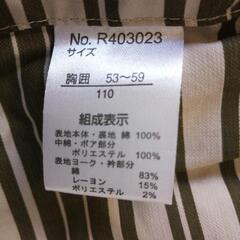 No. R403023
サイズ
胸囲 53～59
110
組成表示
表地本体・裏地 綿 100%
中綿・ボア部分
ポリエステル 100%
表地ヨーク・衿部分
綿 83%
レーヨン 15%
ポリエステル 2%